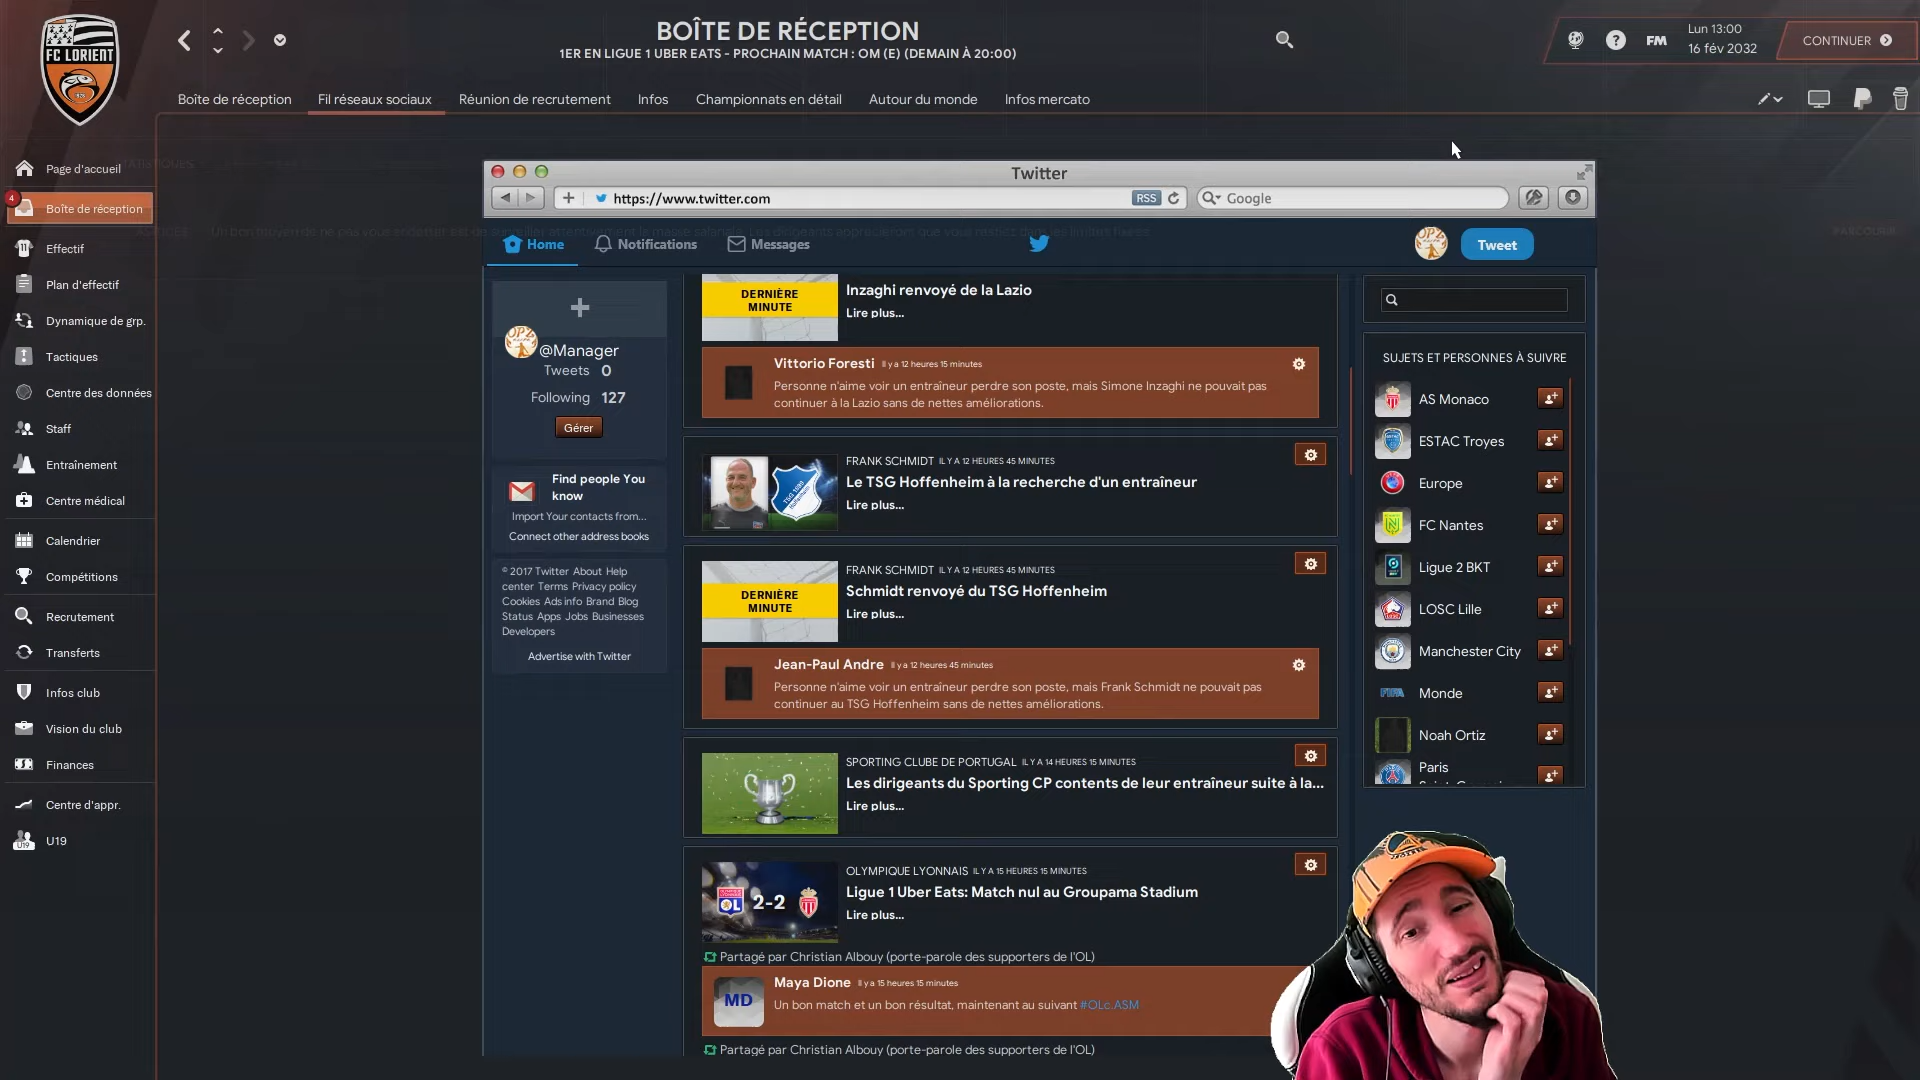 FC LORIENT
BOÎTE DE RÉCEPTION
1ER EN LIGUE 1 UBER EATS - PROCHAIN MATCH : OM (E) (DEMAIN À 20:00)
FM
Lun 13:00
16 fév 2032
CONTINUER
Boîte de réception
Fil réseaux sociaux
Réunion de recrutement
Infos
Championnats en détail
Autour du monde
Infos mercato
Page d'accueil
4
Boîte de réception
Effectif
Plan d'effectif
Dynamique de grp.
Tactiques
Centre des données
Staff
Entraînement
Centre médical
Calendrier
Compétitions
Recrutement
Transferts
Infos club
Vision du club
Finances
Centre d'appr.
U19
U19
Twitter
https://www.twitter.com
RSS
Google
Home
Notifications
Messages
Tweet
@Manager
Tweets 0
Following 127
Gérer
Find people You
know
Import Your contacts from...
Connect other address books
© 2017 Twitter About Help
center Terms Privacy policy
Cookies Ads info Brand Blog
Status Apps Jobs Businesses
Developers
Advertise with Twitter
DERNIÈRE
MINUTE
Inzaghi renvoyé de la Lazio
Lire plus...
Vittorio Foresti Il y a 12 heures 15 minutes
Personne n'aime voir un entraîneur perdre son poste, mais Simone Inzaghi ne pouvait pas
continuer à la Lazio sans de nettes améliorations.
FRANK SCHMIDT IL Y A 12 HEURES 45 MINUTES
Le TSG Hoffenheim à la recherche d'un entraîneur
Lire plus...
FRANK SCHMIDT IL Y A 12 HEURES 45 MINUTES
DERNIÈRE
MINUTE
Schmidt renvoyé du TSG Hoffenheim
Lire plus...
Jean-Paul Andre Il y a 12 heures 45 minutes
Personne n'aime voir un entraîneur perdre son poste, mais Frank Schmidt ne pouvait pas
continuer au TSG Hoffenheim sans de nettes améliorations.
SPORTING CLUBE DE PORTUGAL IL Y A 14 HEURES 15 MINUTES
Les dirigeants du Sporting CP contents de leur entraîneur suite à la...
Lire plus...
OLYMPIQUE LYONNAIS IL Y A 15 HEURES 15 MINUTES
OL 2-2
Ligue 1 Uber Eats: Match nul au Groupama Stadium
Lire plus...
Partagé par Christian Albouy (porte-parole des supporters de l'OL)
MD
Maya Dione Il y a 15 heures 15 minutes
Un bon match et un bon résultat, maintenant au suivant #OLc.ASM
Partagé par Christian Albouy (porte-parole des supporters de l'OL)
SUJETS ET PERSONNES À SUIVRE
AS Monaco
ESTAC Troyes
Europe
FC Nantes
Ligue 2 BKT
LOSC Lille
Manchester City
FIFA
Monde
Noah Ortiz
Paris